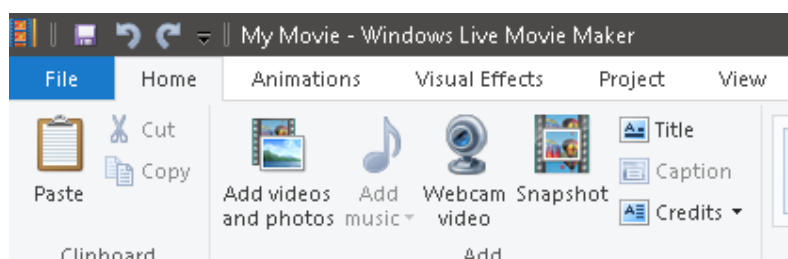 My Movie - Windows Live Movie Maker
File Home Animations Visual Effects Project View
Paste
Cut
Copy
Clipboard
Add videos and photos
Add music
Webcam video
Snapshot
Title
Caption
Credits
Add